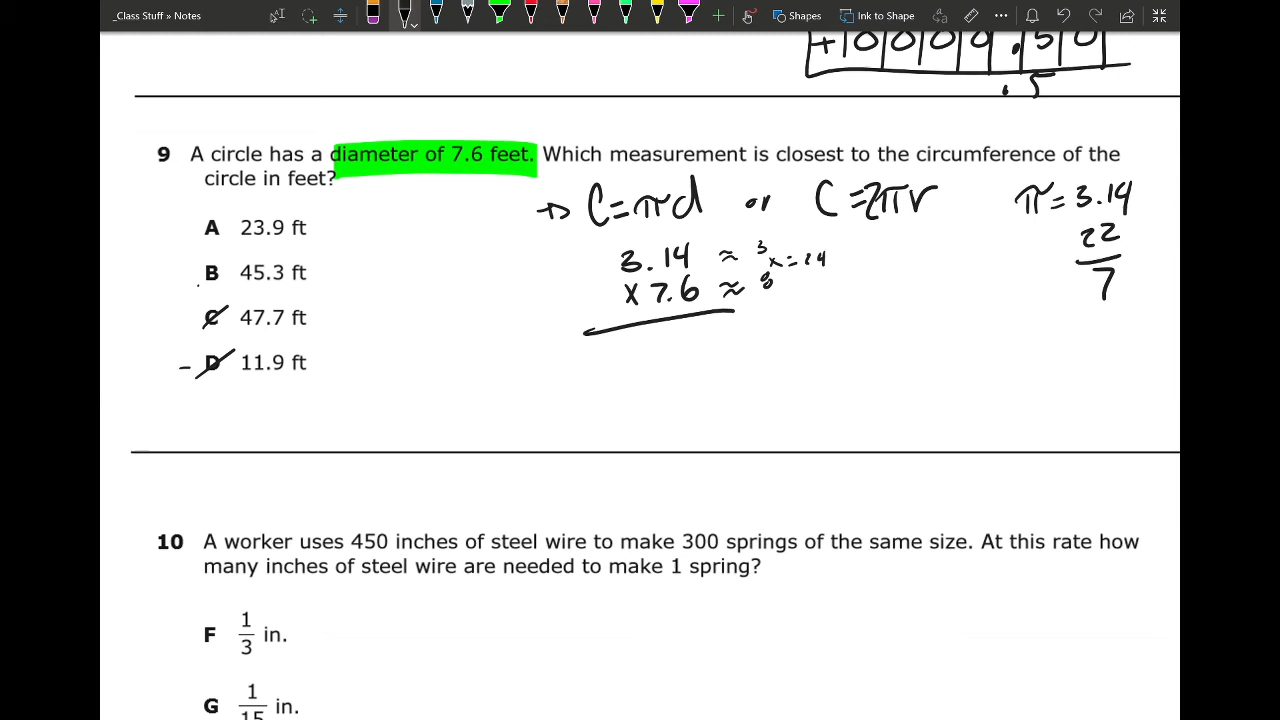 _Class Stuff » Notes
Shapes
Ink to Shape
+ 0 0 0 0 . 5 0
. 5
9 A circle has a diameter of 7.6 feet. Which measurement is closest to the circumference of the
circle in feet?
C = πd or C = 2πr
π = 3.14
22
7
A 23.9 ft
3.14 ≈ 3
x = 24
B 45.3 ft
x 7.6 ≈ 8
C 47.7 ft
- D 11.9 ft
10 A worker uses 450 inches of steel wire to make 300 springs of the same size. At this rate how
many inches of steel wire are needed to make 1 spring?
F 1/3 in.
G 1/15 in.